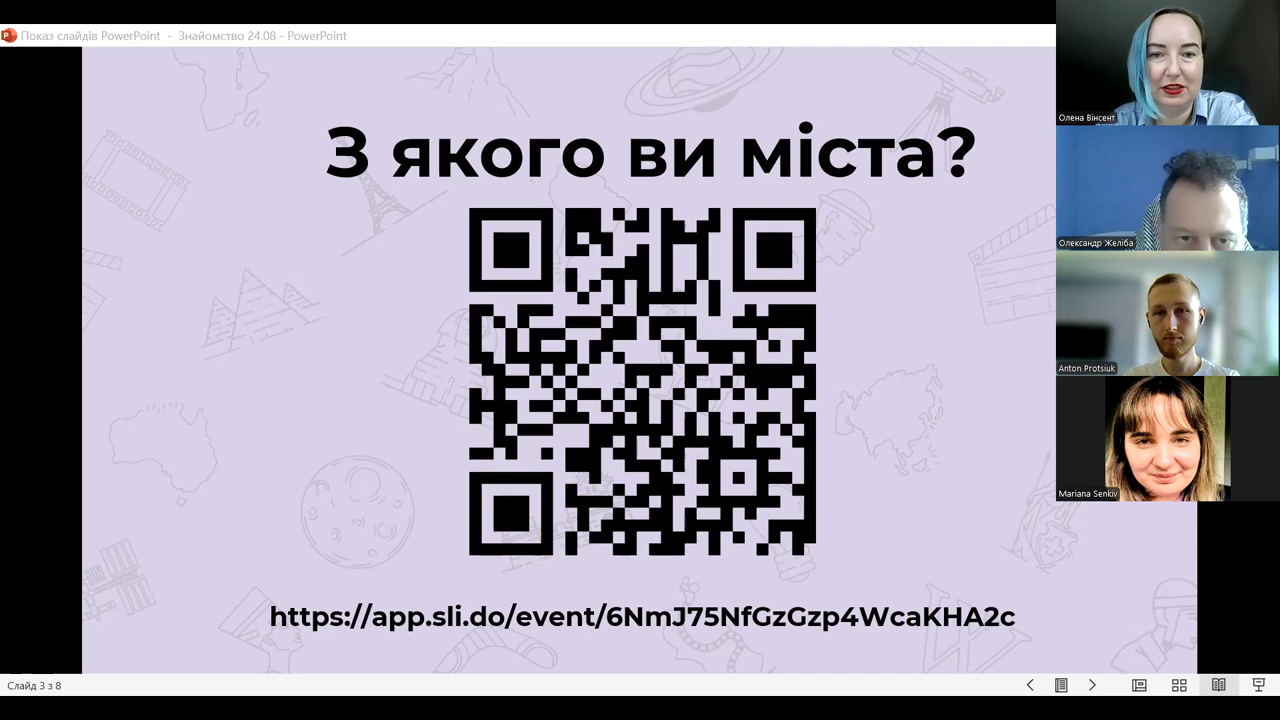 Показ слайдів PowerPoint - Знайомство 24.08 - PowerPoint
З якого ви міста?
https://app.sli.do/event/6NmJ75NfGzGzp4WcaKHA2c
Олена Вінсент
Олександр Желіба
Anton Protsiuk
Mariana Senkiv
Слайд 3 з 8